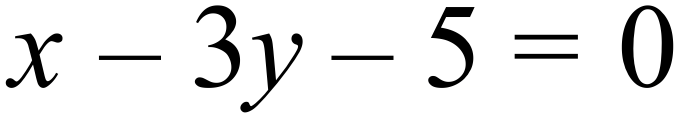 x − 3y − 5 = 0